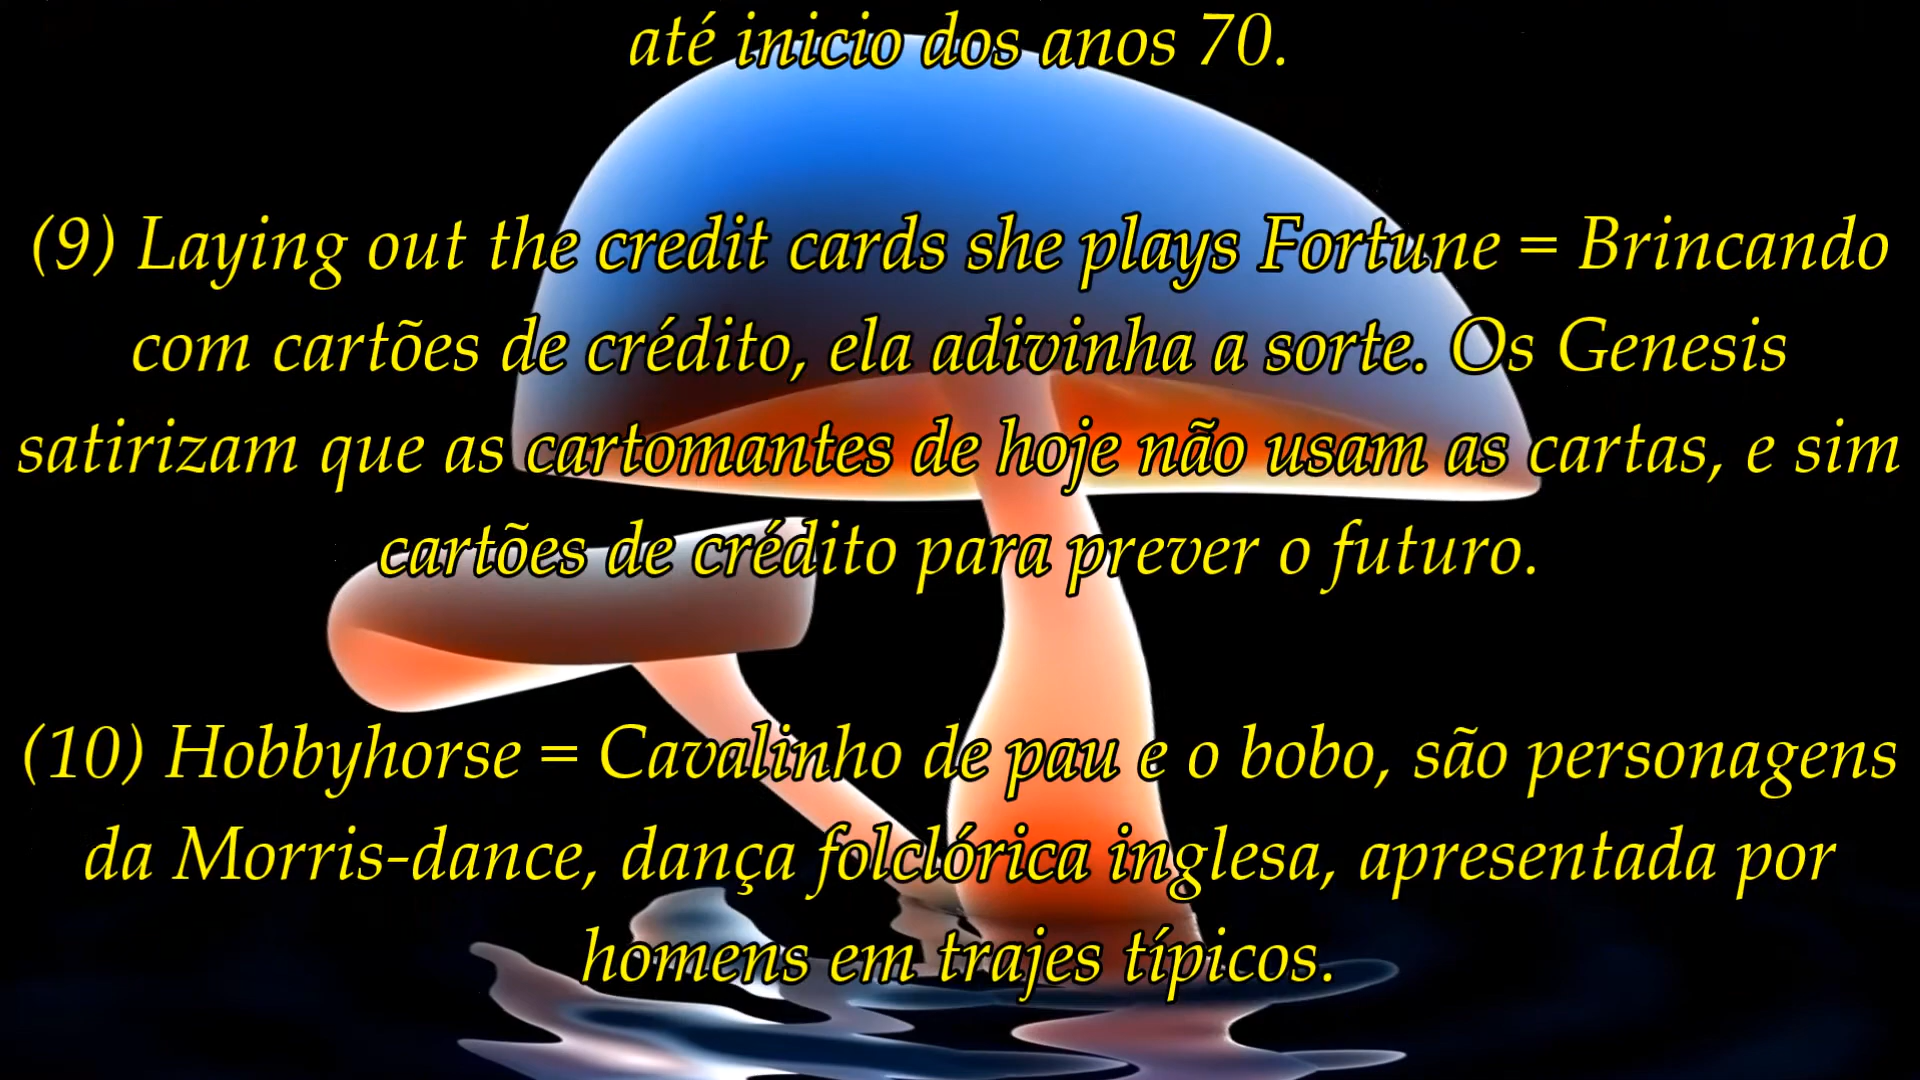 até inicio dos anos 70.
(9) Laying out the credit cards she plays Fortune = Brincando
com cartões de crédito, ela adivinha a sorte. Os Genesis
satirizam que as cartomantes de hoje não usam as cartas, e sim
cartões de crédito para prever o futuro.
(10) Hobbyhorse = Cavalinho de pau e o bobo, são personagens
da Morris-dance, dança folclórica inglesa, apresentada por
homens em trajes típicos.